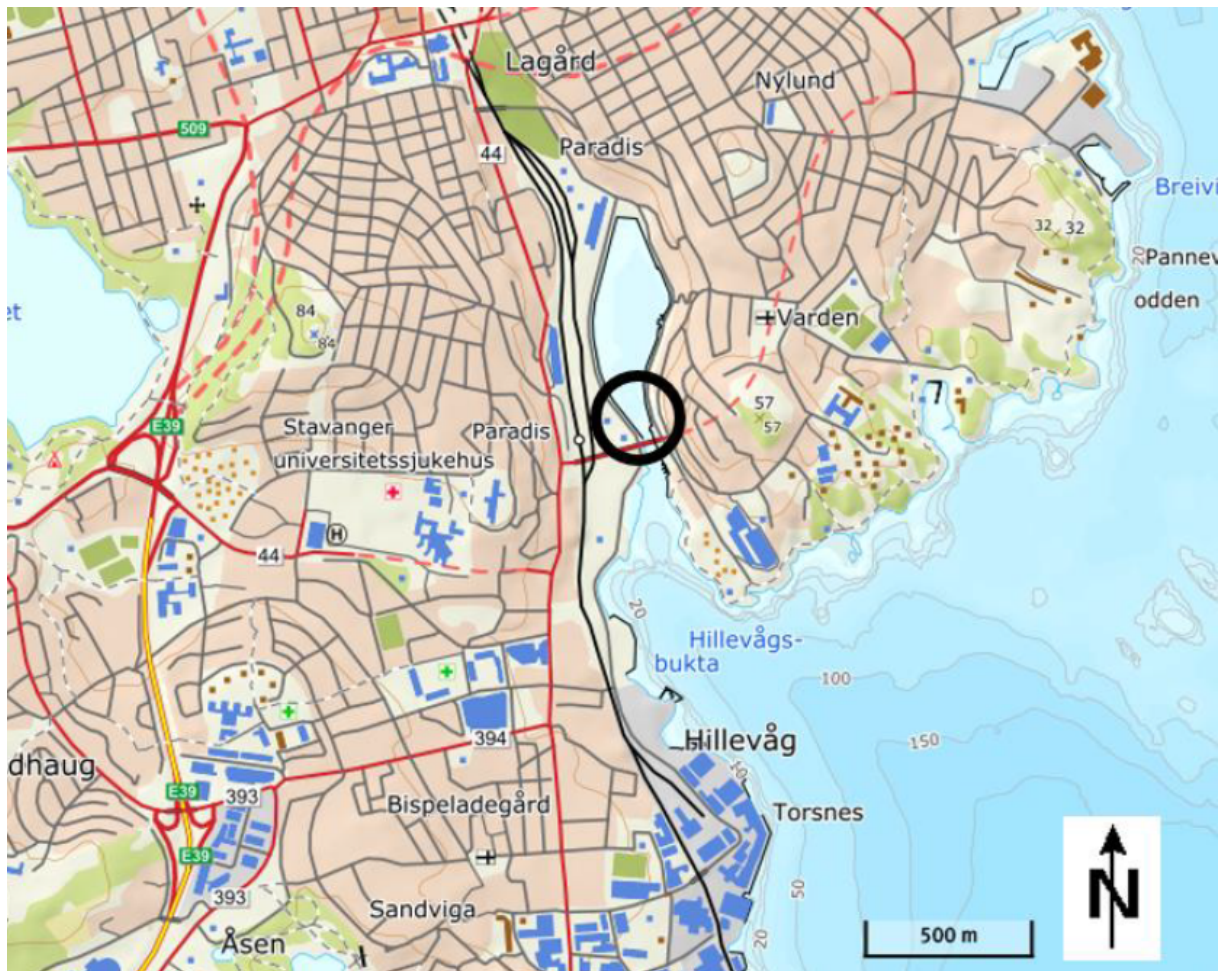 Lagård
Nylund
509
Paradis
44
Breivi
32
32
20
Pannev
odden
et
84
84
Varden
57
57
E39
Stavanger
universitetssjukehus
Paradis
H
44
20
Hillevågs-
bukta
100
150
394
Hillevåg
dhaug
10
E39
393
Bispeladegård
Torsnes
E39
393
50
Sandviga
Åsen
20
500 m
N